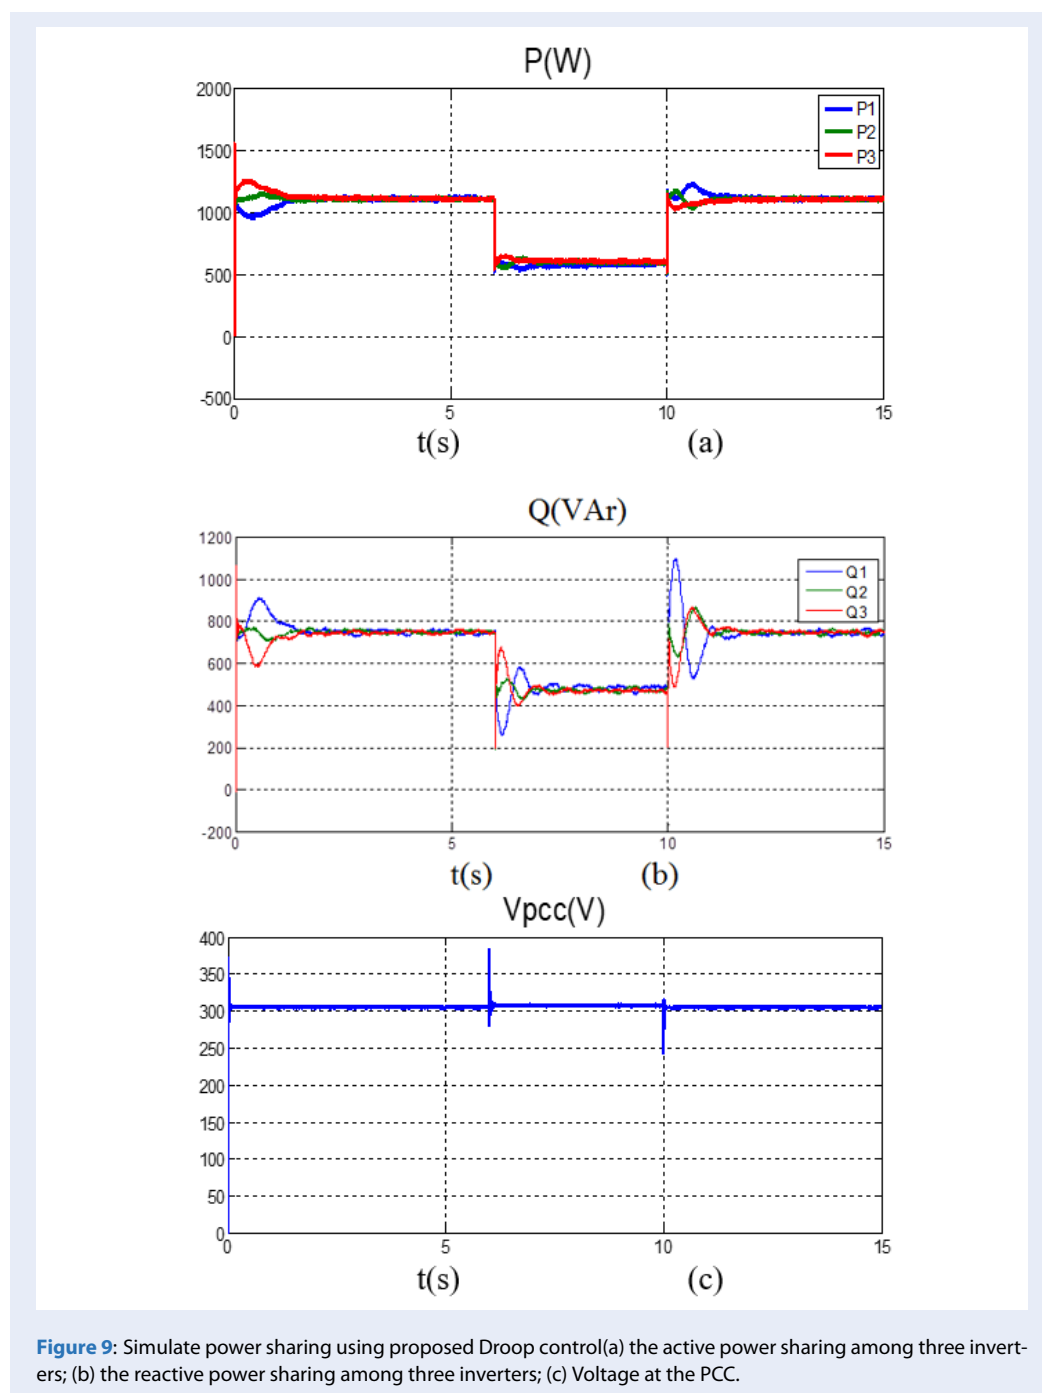 P(W)
2000
1500
1000
500
0
-500
0
5
10
15
P1
P2
P3
t(s)
(a)
Q(VAr)
1200
1000
800
600
400
200
0
-200
0
5
10
15
Q1
Q2
Q3
t(s)
(b)
Vpcc(V)
400
350
300
250
200
150
100
50
0
0
5
10
15
t(s)
(c)
Figure 9: Simulate power sharing using proposed Droop control(a) the active power sharing among three invert-
ers; (b) the reactive power sharing among three inverters; (c) Voltage at the PCC.